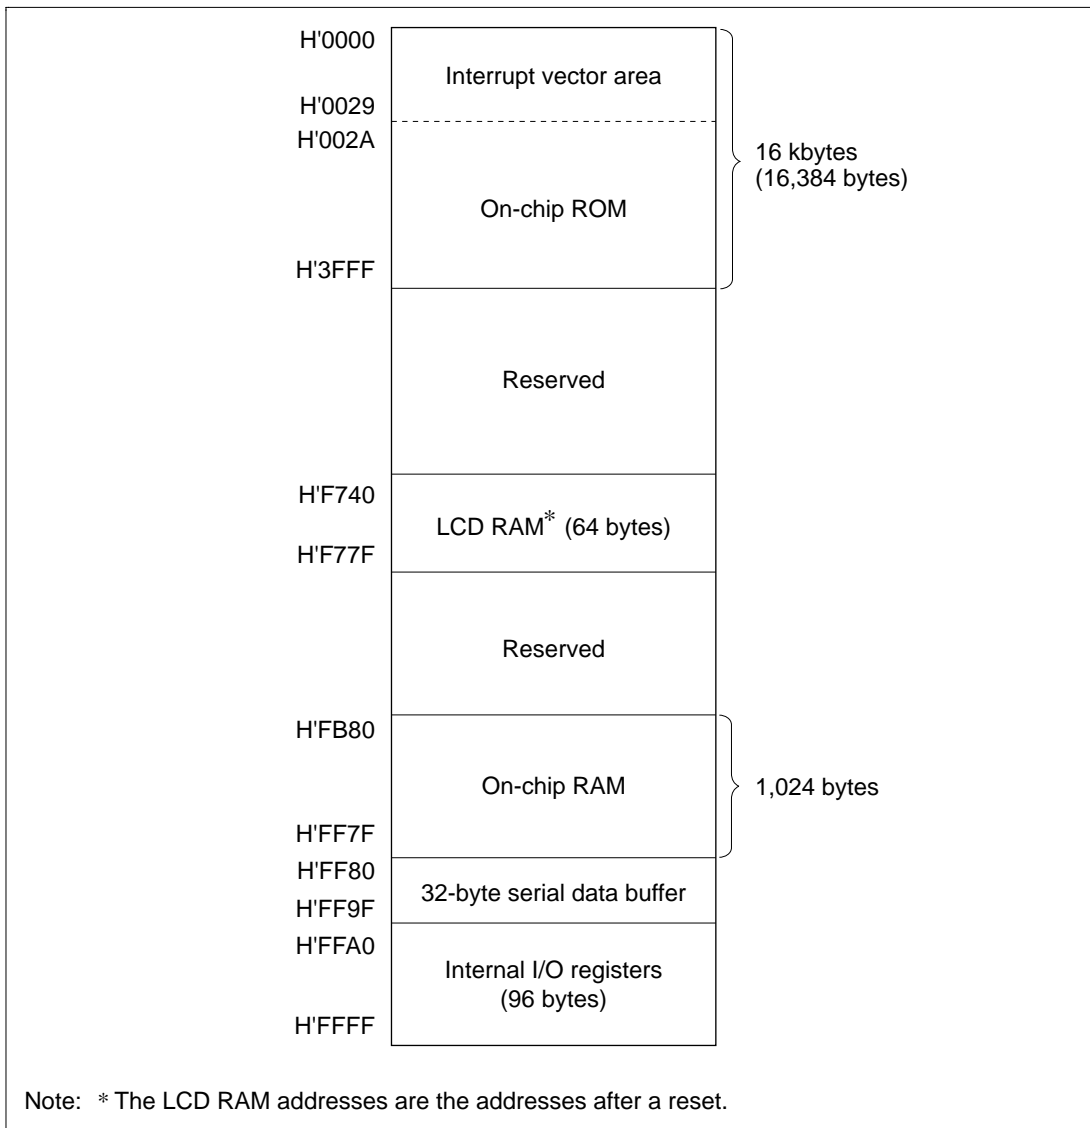 H'0000
Interrupt vector area
H'0029
H'002A
16 kbytes
(16,384 bytes)
On-chip ROM
H'3FFF
Reserved
H'F740
LCD RAM* (64 bytes)
H'F77F
Reserved
H'FB80
On-chip RAM
1,024 bytes
H'FF7F
H'FF80
32-byte serial data buffer
H'FF9F
H'FFA0
Internal I/O registers
(96 bytes)
H'FFFF
Note: * The LCD RAM addresses are the addresses after a reset.